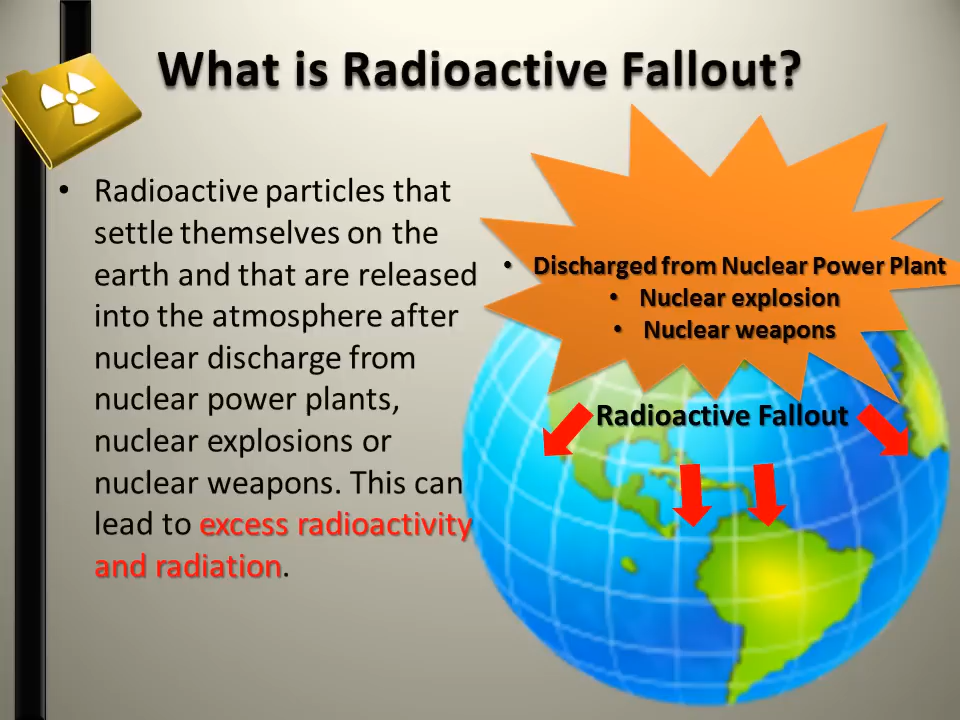 What is Radioactive Fallout?
• Radioactive particles that
settle themselves on the
earth and that are released
into the atmosphere after
nuclear discharge from
nuclear power plants,
nuclear explosions or
nuclear weapons. This can
lead to excess radioactivity
and radiation.
• Discharged from Nuclear Power Plant
• Nuclear explosion
• Nuclear weapons
Radioactive Fallout